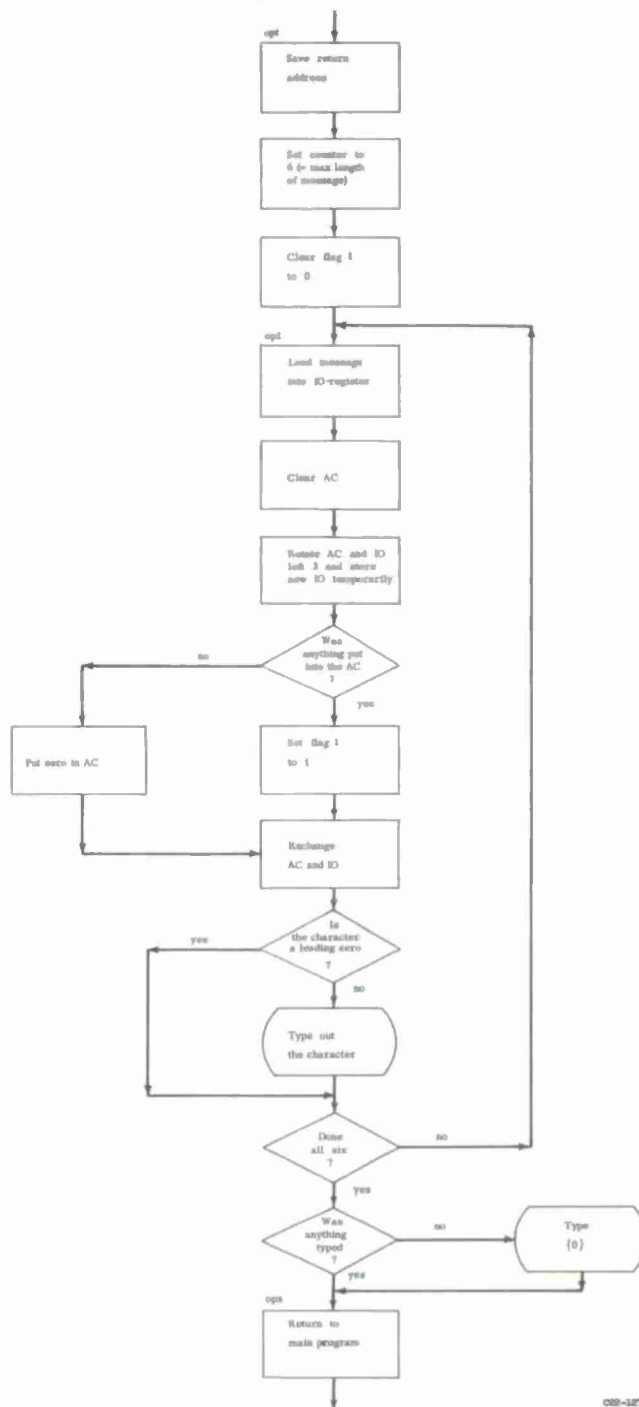 opt
Save return
address
Set counter to
6 (= max length
of message)
Clear flag 1
to 0
op1
Load message
into IO-register
Clear AC
Rotate AC and IO
left 3 and store
new IO temporarily
Was
anything put
into the AC
?
no
yes
Put zero in AC
Set flag 1
to 1
Exchange
AC and IO
Is
the character
a leading zero
?
yes
no
Type out
the character
Done
all six
?
no
yes
Was
anything
typed
?
no
yes
Type
{0}
opx
Return to
main program